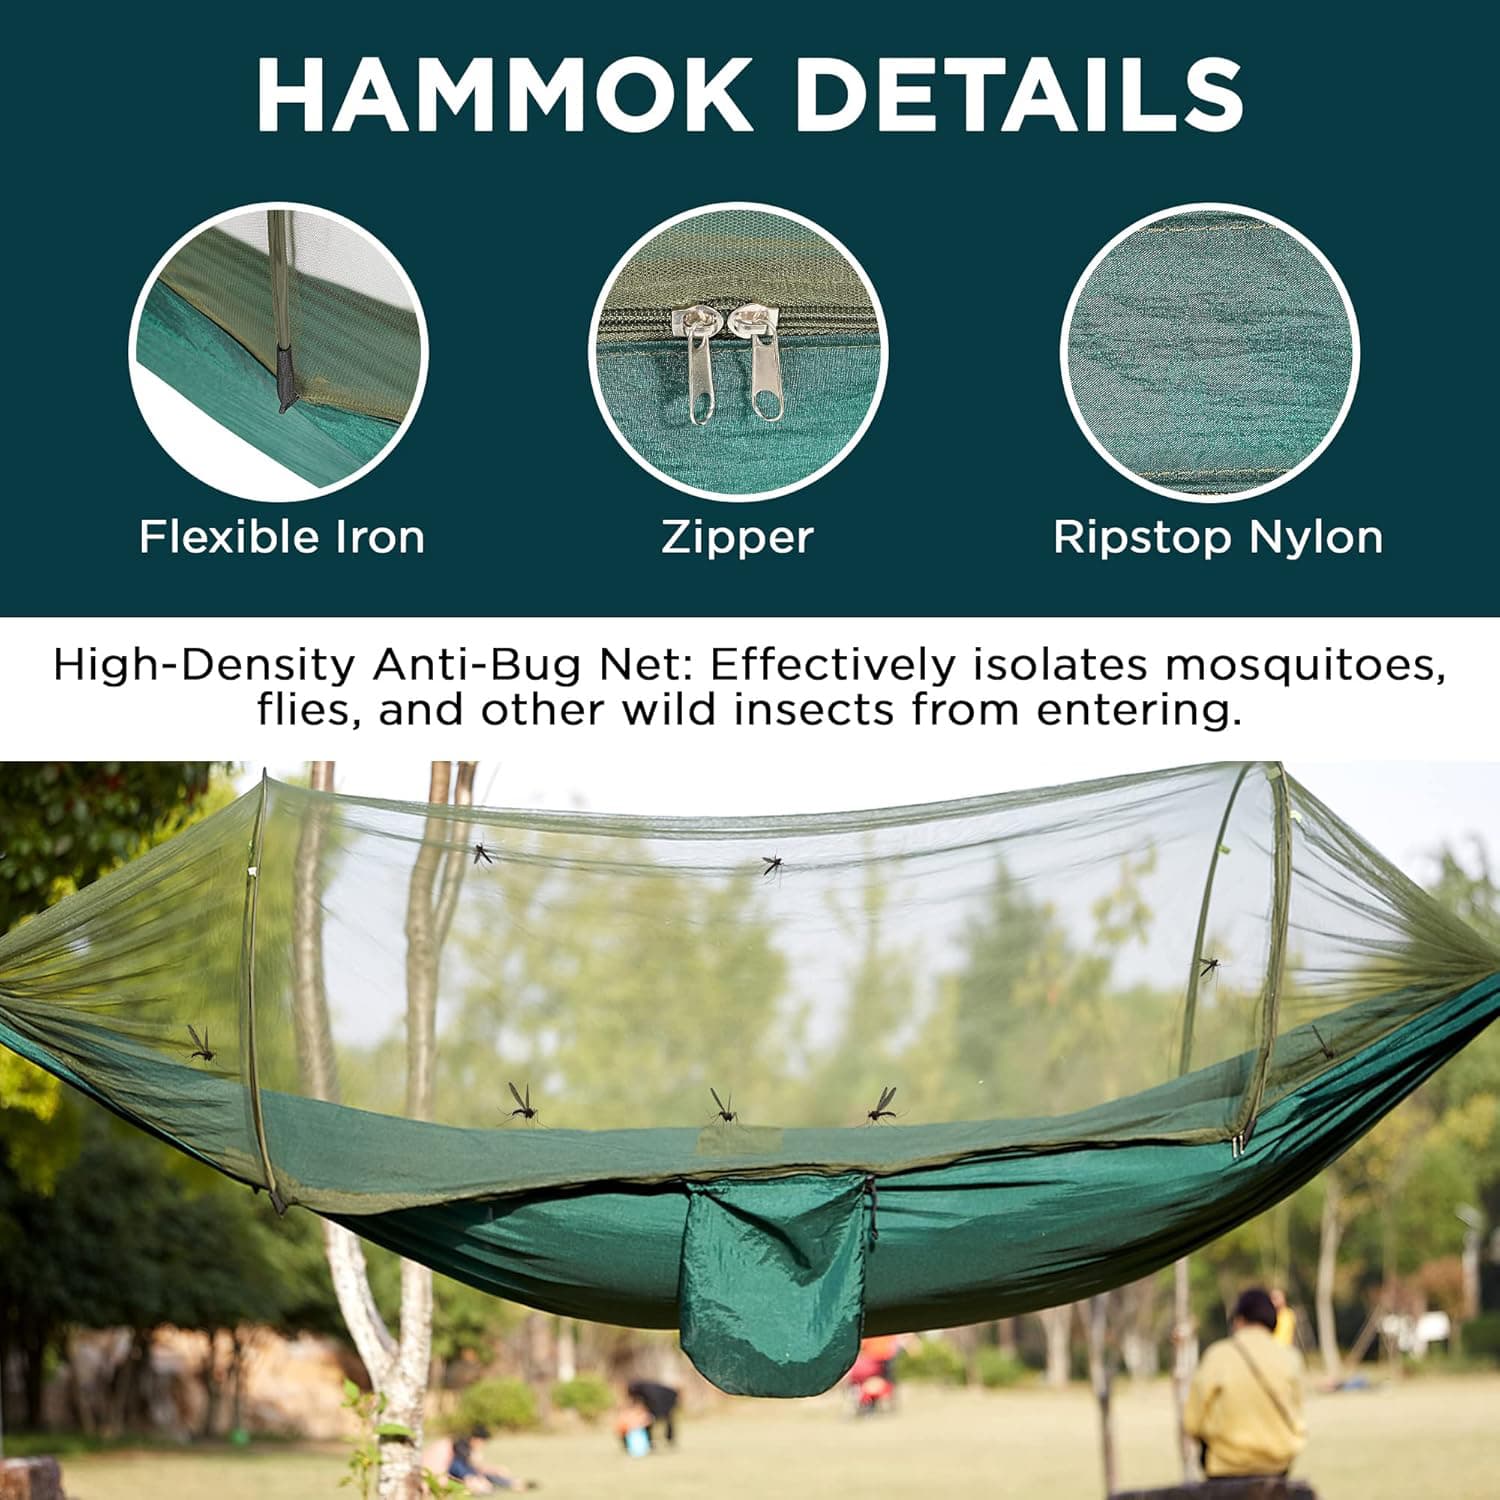 HAMMOK DETAILS
Flexible Iron
Zipper
Ripstop Nylon
High-Density Anti-Bug Net: Effectively isolates mosquitoes,
flies, and other wild insects from entering.